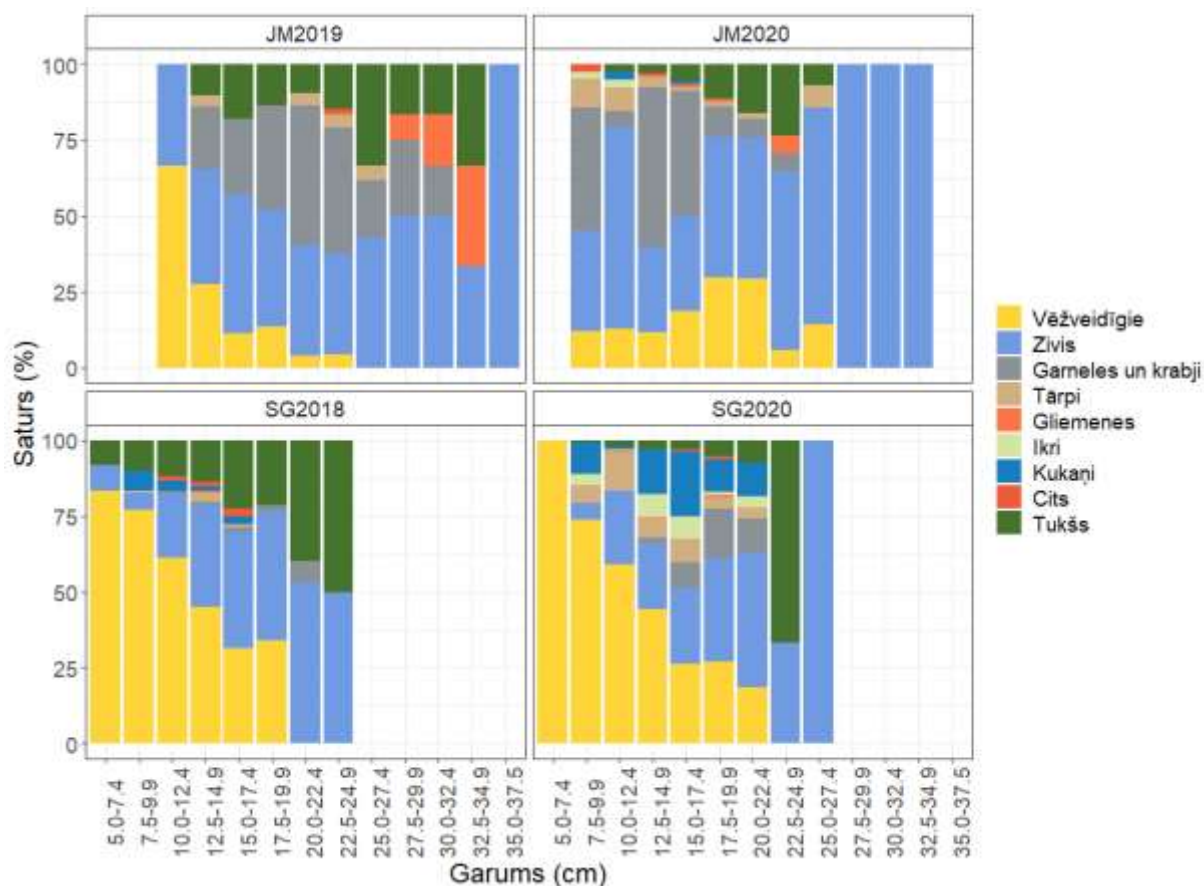 JM2019
JM2020
100
75
50
25
0
SG2018
SG2020
100
75
50
25
0
Saturs (%)
5.0-7.4
7.5-9.9
10.0-12.4
12.5-14.9
15.0-17.4
17.5-19.9
20.0-22.4
22.5-24.9
25.0-27.4
27.5-29.9
30.0-32.4
32.5-34.9
35.0-37.5
5.0-7.4
7.5-9.9
10.0-12.4
12.5-14.9
15.0-17.4
17.5-19.9
20.0-22.4
22.5-24.9
25.0-27.4
27.5-29.9
30.0-32.4
32.5-34.9
35.0-37.5
Garums (cm)
Vēžveidīgie
Zivis
Garneles un krabji
Tārpi
Gliemenes
Ikri
Kukaņi
Cits
Tukšs